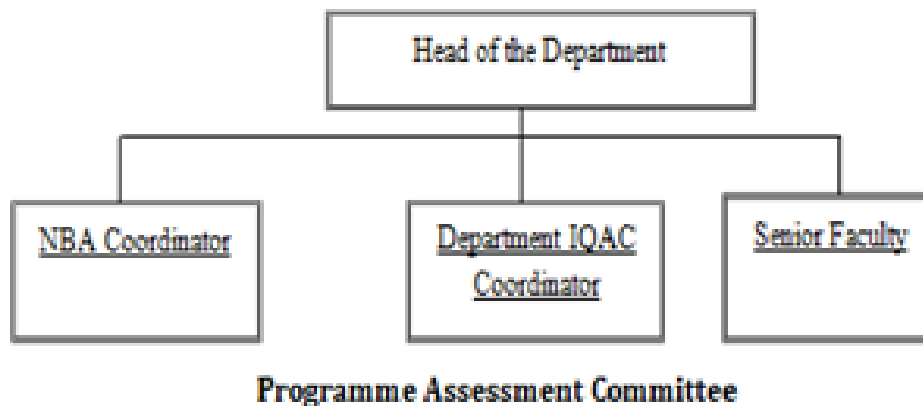 Head of the Department
NBA Coordinator
Department IQAC
Coordinator
Senior Faculty
Programme Assessment Committee